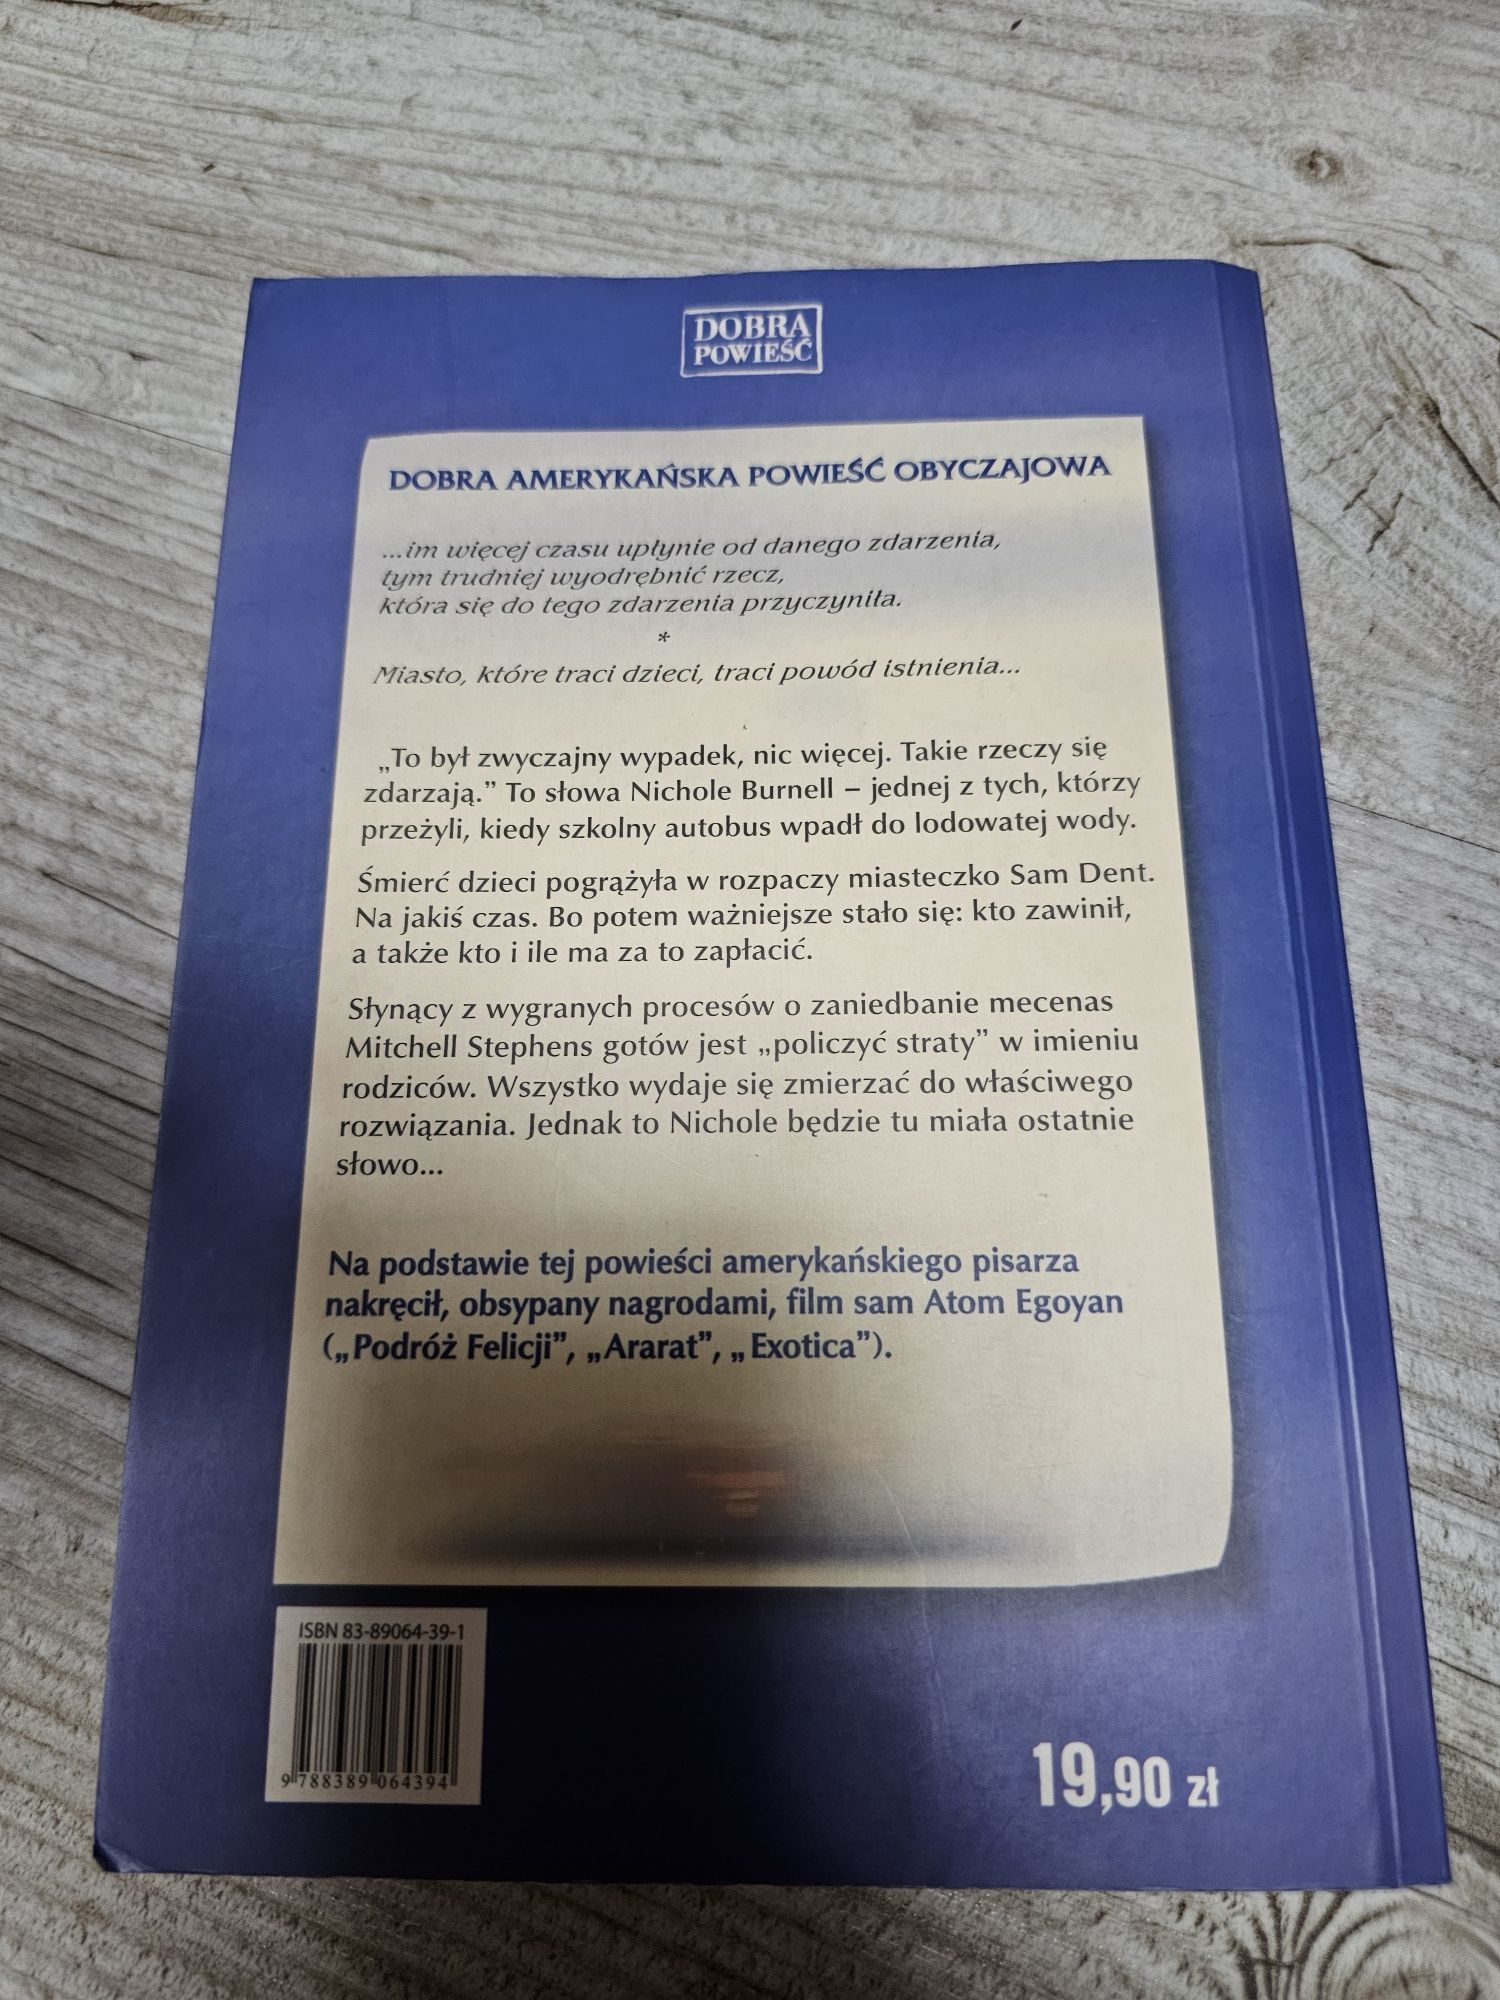 DOBRA
POWIEŚĆ
DOBRA AMERYKAŃSKA POWIEŚĆ OBYCZAJOWA
...im więcej czasu upłynie od danego zdarzenia,
tym trudniej wyodrębnić rzecz,
która się do tego zdarzenia przyczyniła.
*
Miasto, które traci dzieci, traci powód istnienia...
„To był zwyczajny wypadek, nic więcej. Takie rzeczy się
zdarzają.” To słowa Nichole Burnell – jednej z tych, którzy
przeżyli, kiedy szkolny autobus wpadł do lodowatej wody.
Śmierć dzieci pogrążyła w rozpaczy miasteczko Sam Dent.
Na jakiś czas. Bo potem ważniejsze stało się: kto zawinił,
a także kto i ile ma za to zapłacić.
Słynący z wygranych procesów o zaniedbanie mecenas
Mitchell Stephens gotów jest „policzyć straty” w imieniu
rodziców. Wszystko wydaje się zmierzać do właściwego
rozwiązania. Jednak to Nichole będzie tu miała ostatnie
słowo...
Na podstawie tej powieści amerykańskiego pisarza
nakręcił, obsypany nagrodami, film sam Atom Egoyan
(„Podróż Felicji”, „Ararat”, „Exotica”).
ISBN 83-89064-39-1
9 788389 064394
19,90 zł